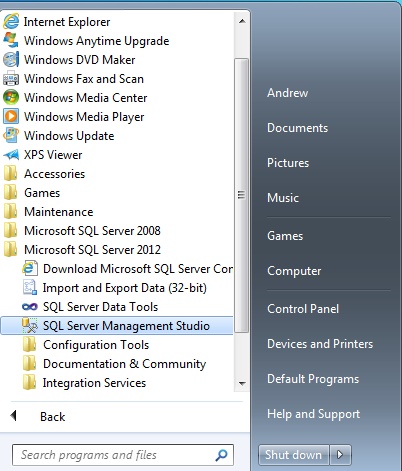 Internet Explorer
Windows Anytime Upgrade
Windows DVD Maker
Windows Fax and Scan
Windows Media Center
Windows Media Player
Windows Update
XPS Viewer
Accessories
Games
Maintenance
Microsoft SQL Server 2008
Microsoft SQL Server 2012
Download Microsoft SQL Server Con
Import and Export Data (32-bit)
SQL Server Data Tools
SQL Server Management Studio
Configuration Tools
Documentation & Community
Integration Services
Back
Search programs and files
Andrew
Documents
Pictures
Music
Games
Computer
Control Panel
Devices and Printers
Default Programs
Help and Support
Shut down